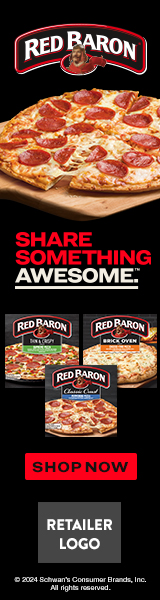 RED BARON
SHARE
SOMETHING
AWESOME.™
RED BARON
THIN & CRISPY
RED BARON
BRICK OVEN
RED BARON
Classic Crust
SHOP NOW
RETAILER
LOGO
© 2024 Schwan's Consumer Brands, Inc.
All rights reserved.